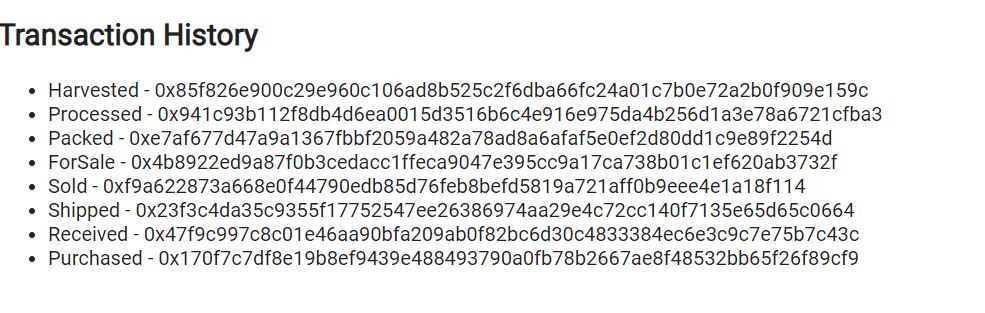 Transaction History
• Harvested - 0x85f826e900c29e960c106ad8b525c2f6dba66fc24a01c7b0e72a2b0f909e159c
• Processed - 0x941c93b112f8db4d6ea0015d3516b6c4e916e975da4b256d1a3e78a6721cfba3
• Packed - 0xe7af677d47a9a1367fbbf2059a482a78ad8a6afaf5e0ef2d80dd1c9e89f2254d
• ForSale - 0x4b8922ed9a87f0b3cedacc1ffeca9047e395cc9a17ca738b01c1ef620ab3732f
• Sold - 0xf9a622873a668e0f44790edb85d76feb8befd5819a721aff0b9eee4e1a18f114
• Shipped - 0x23f3c4da35c9355f17752547ee26386974aa29e4c72cc140f7135e65d65c0664
• Received - 0x47f9c997c8c01e46aa90bfa209ab0f82bc6d30c4833384ec6e3c9c7e75b7c43c
• Purchased - 0x170f7c7df8e19b8ef9439e488493790a0fb78b2667ae8f48532bb65f26f89cf9